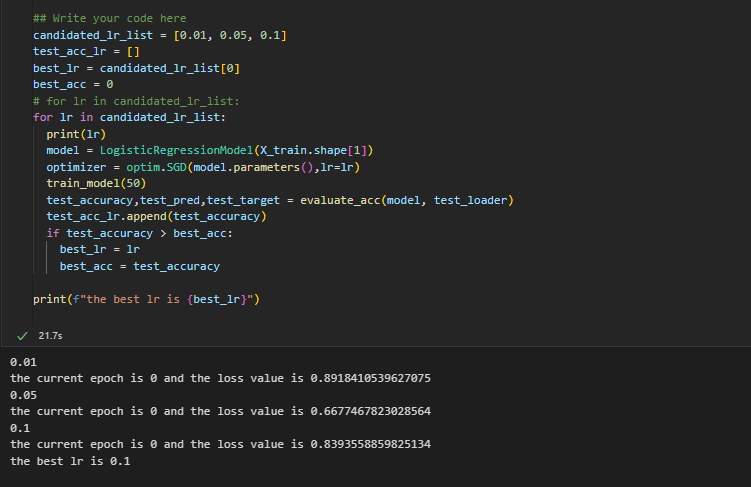 ## Write your code here
candidated_lr_list = [0.01, 0.05, 0.1]
test_acc_lr = []
best_lr = candidated_lr_list[0]
best_acc = 0
# for lr in candidated_lr_list:
for lr in candidated_lr_list:
  print(lr)
  model = LogisticRegressionModel(X_train.shape[1])
  optimizer = optim.SGD(model.parameters(),lr=lr)
  train_model(50)
  test_accuracy,test_pred,test_target = evaluate_acc(model, test_loader)
  test_acc_lr.append(test_accuracy)
  if test_accuracy > best_acc:
    best_lr = lr
    best_acc = test_accuracy

print(f"the best lr is {best_lr}")
21.7s
0.01
the current epoch is 0 and the loss value is 0.8918410539627075
0.05
the current epoch is 0 and the loss value is 0.6677467823028564
0.1
the current epoch is 0 and the loss value is 0.8393558859825134
the best lr is 0.1